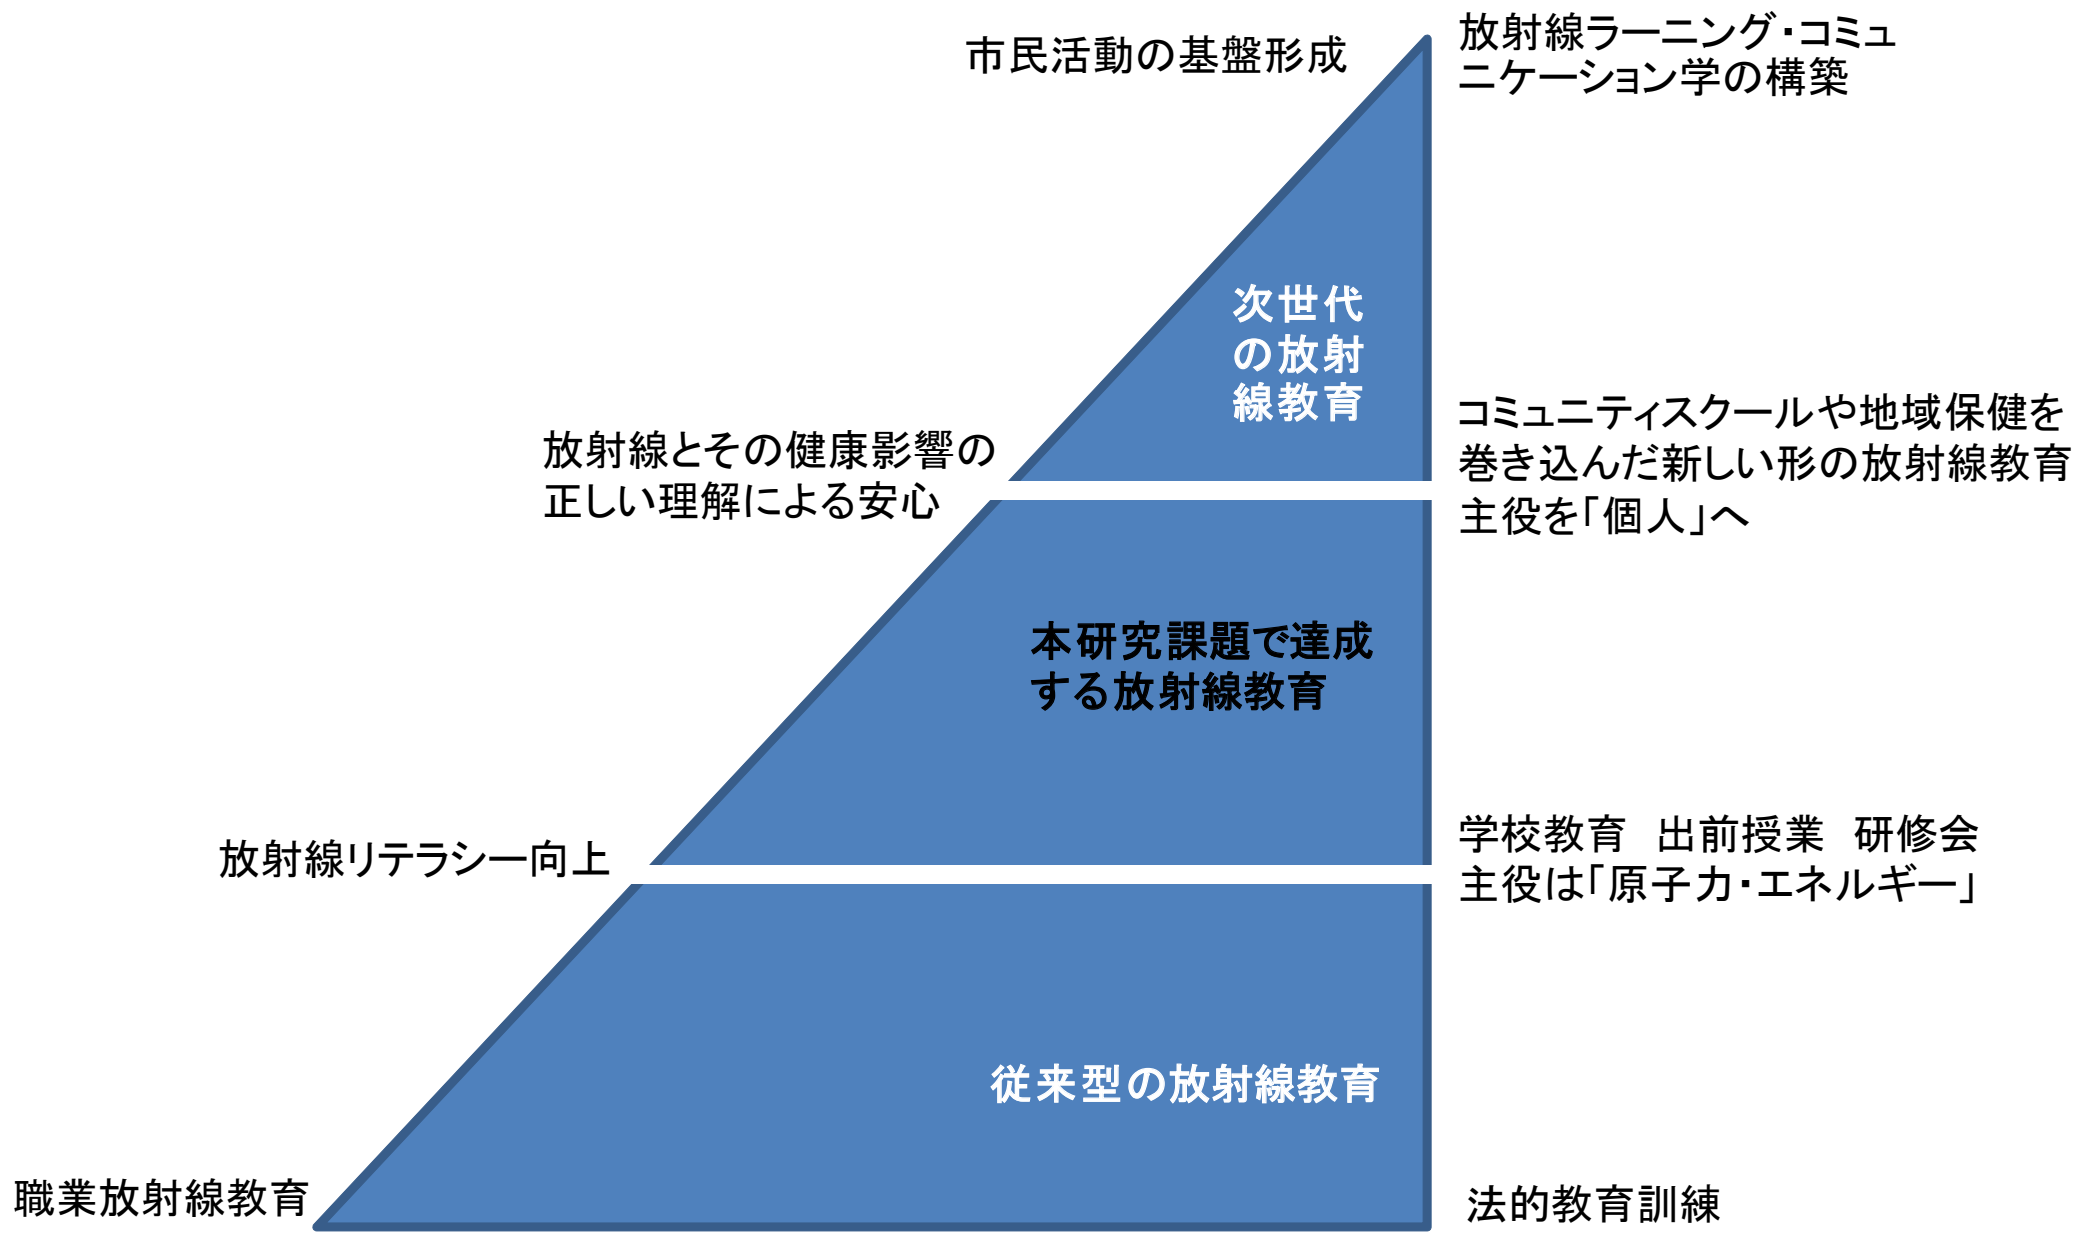 市民活動の基盤形成
放射線ラーニング・コミュ
ニケーション学の構築
次世代
の放射
線教育
放射線とその健康影響の
正しい理解による安心
コミュニティスクールや地域保健を
巻き込んだ新しい形の放射線教育
主役を「個人」へ
本研究課題で達成
する放射線教育
放射線リテラシー向上
学校教育　出前授業　研修会
主役は「原子力・エネルギー」
従来型の放射線教育
職業放射線教育
法的教育訓練